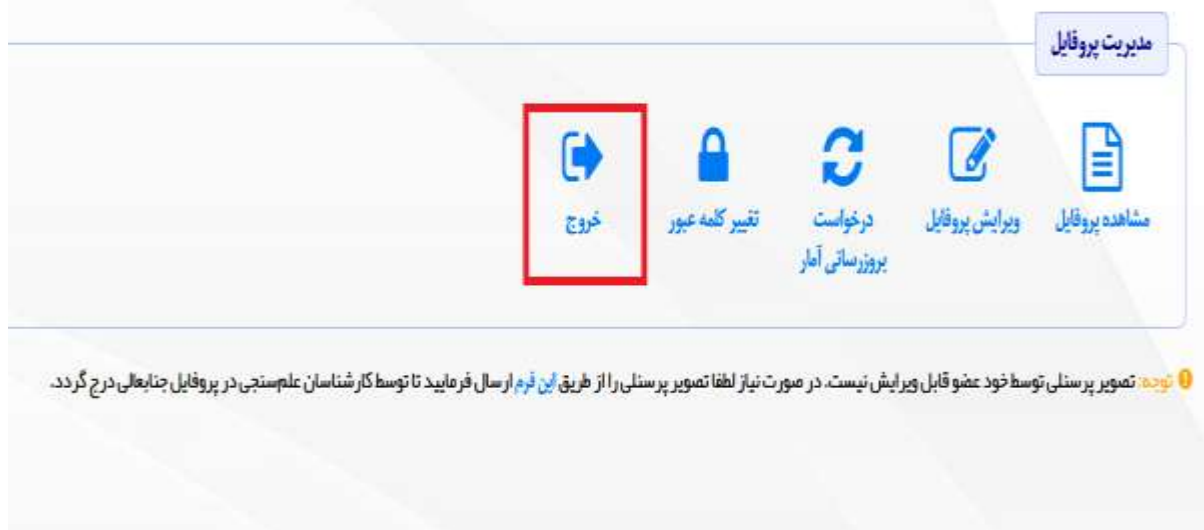 مدیریت پروفایل
مشاهده پروفایل
ویرایش پروفایل
درخواست
بروزرسانی آمار
تغییر کلمه عبور
خروج
توجه: تصویر پرسنلی توسط خود عضو قابل ویرایش نیست. در صورت نیاز لطفا تصویر پرسنلی را از طریق این فرم ارسال فرمایید تا توسط کارشناسان علم‌سنجی در پروفایل جنابعالی درج گردد.